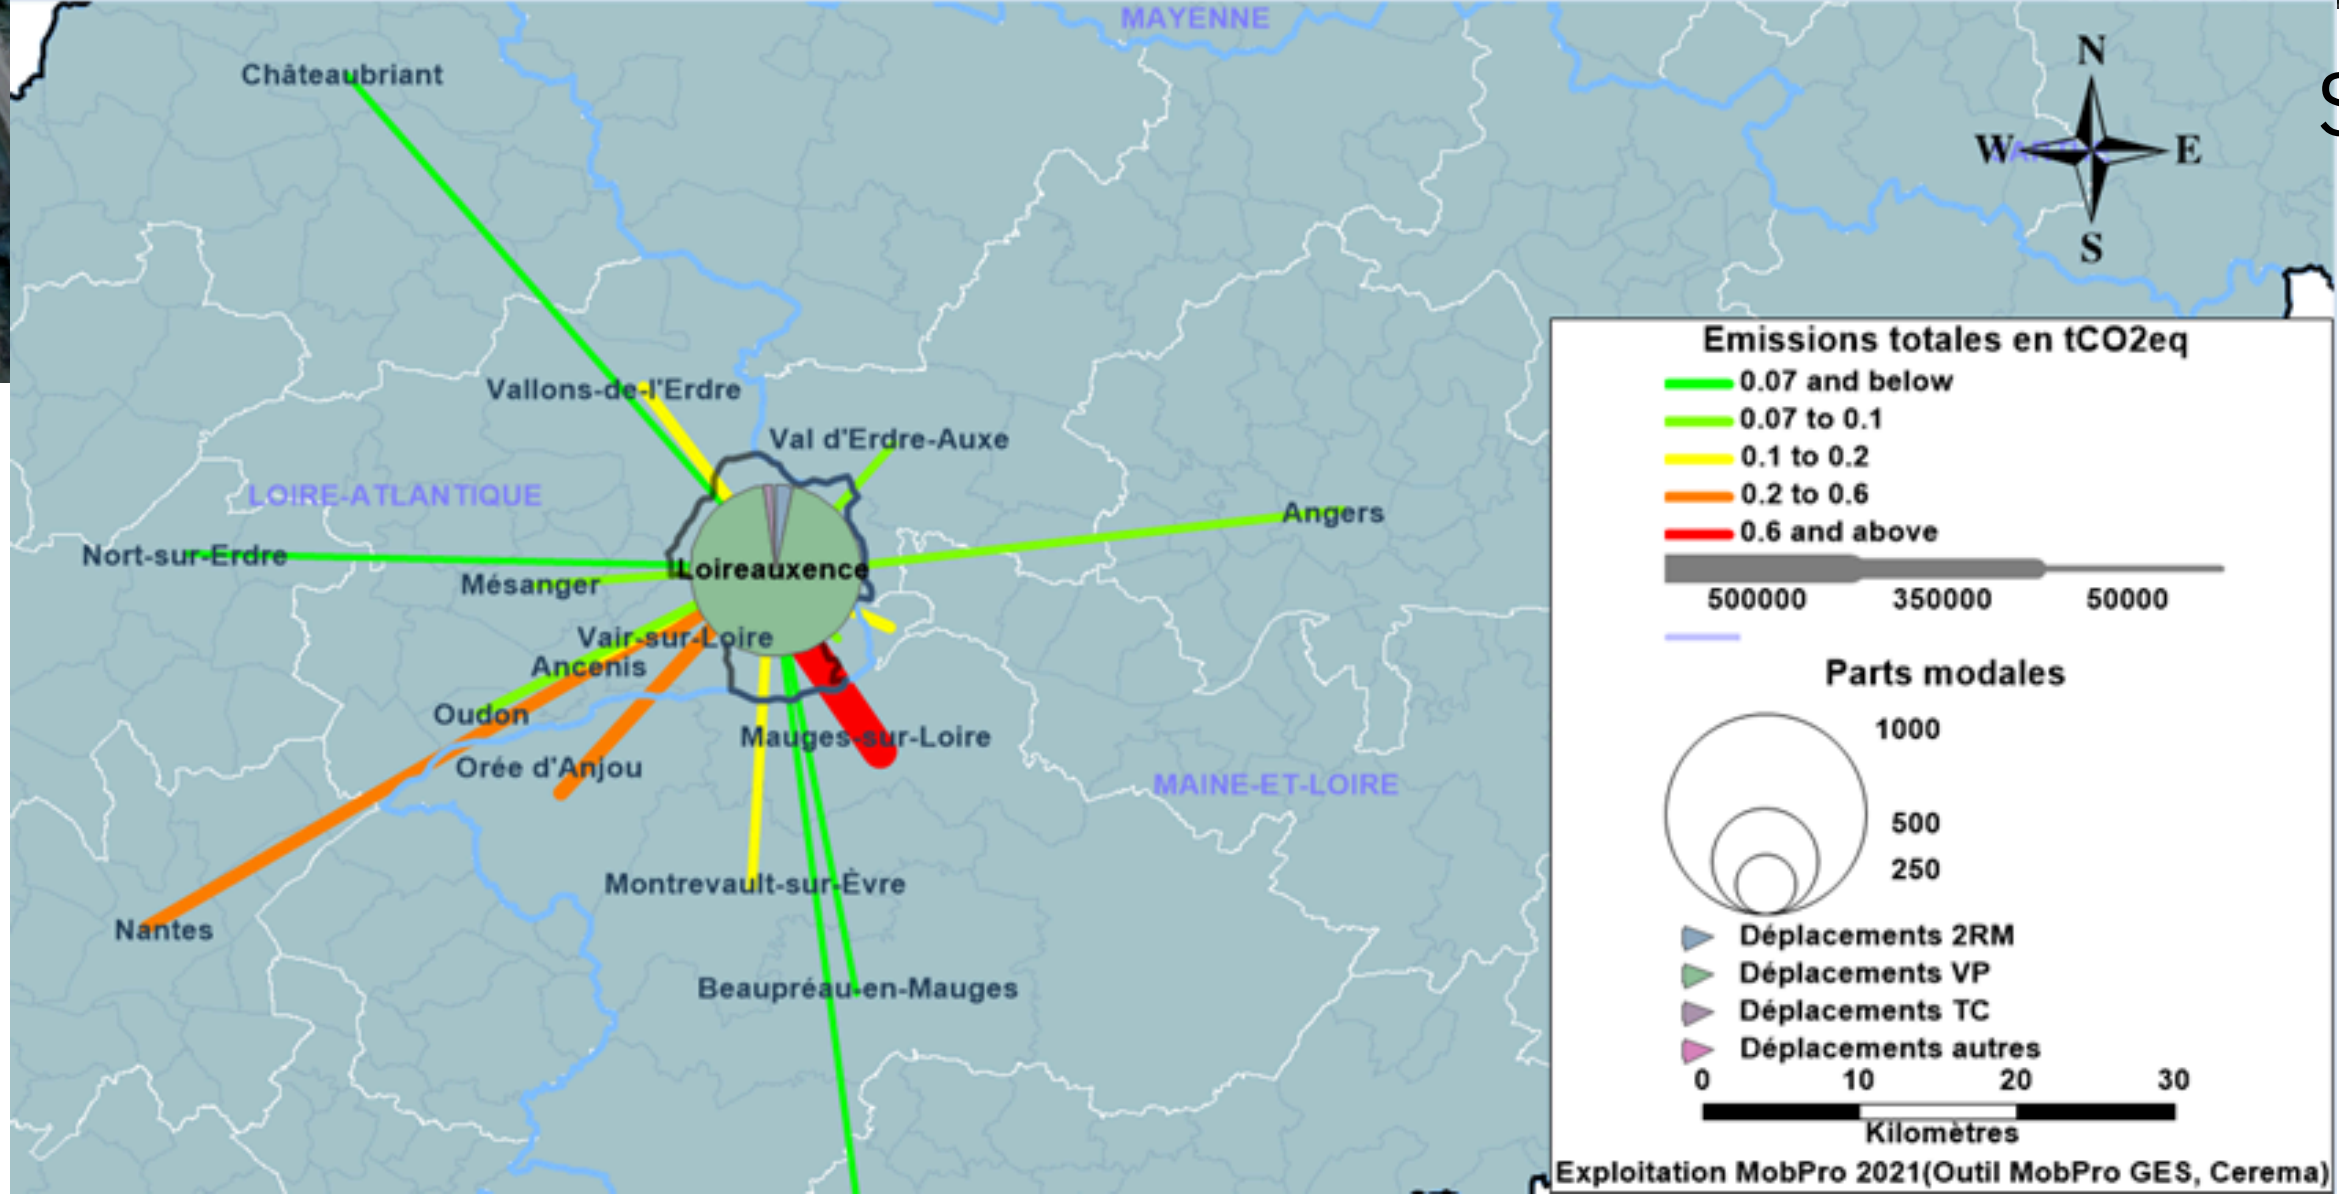 MAYENNE
Châteaubriant
N
W
E
S
Vallons-de-l'Erdre
Val d'Erdre-Auxe
LOIRE-ATLANTIQUE
Angers
Nort-sur-Erdre
Mésanger
Loireauxence
Vair-sur-Loire
Ancenis
Oudon
Mauges-sur-Loire
Orée d'Anjou
MAINE-ET-LOIRE
Montrevault-sur-Èvre
Nantes
Beaupréau-en-Mauges
Emissions totales en tCO2eq
0.07 and below
0.07 to 0.1
0.1 to 0.2
0.2 to 0.6
0.6 and above
500000 350000 50000
Parts modales
1000
500
250
Déplacements 2RM
Déplacements VP
Déplacements TC
Déplacements autres
0 10 20 30
Kilomètres
Exploitation MobPro 2021(Outil MobPro GES, Cerema)